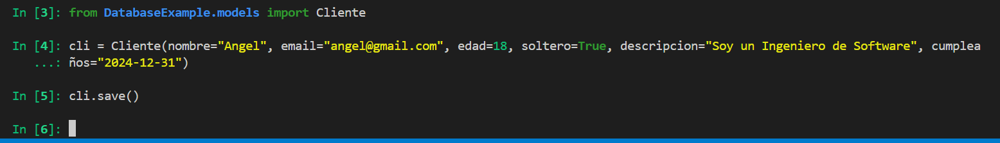 In [3]: from DatabaseExample.models import Cliente
In [4]: cli = Cliente(nombre="Angel", email="angel@gmail.com", edad=18, soltero=True, descripcion="Soy un Ingeniero de Software", cumplea
...: ños="2024-12-31")
In [5]: cli.save()
In [6]: